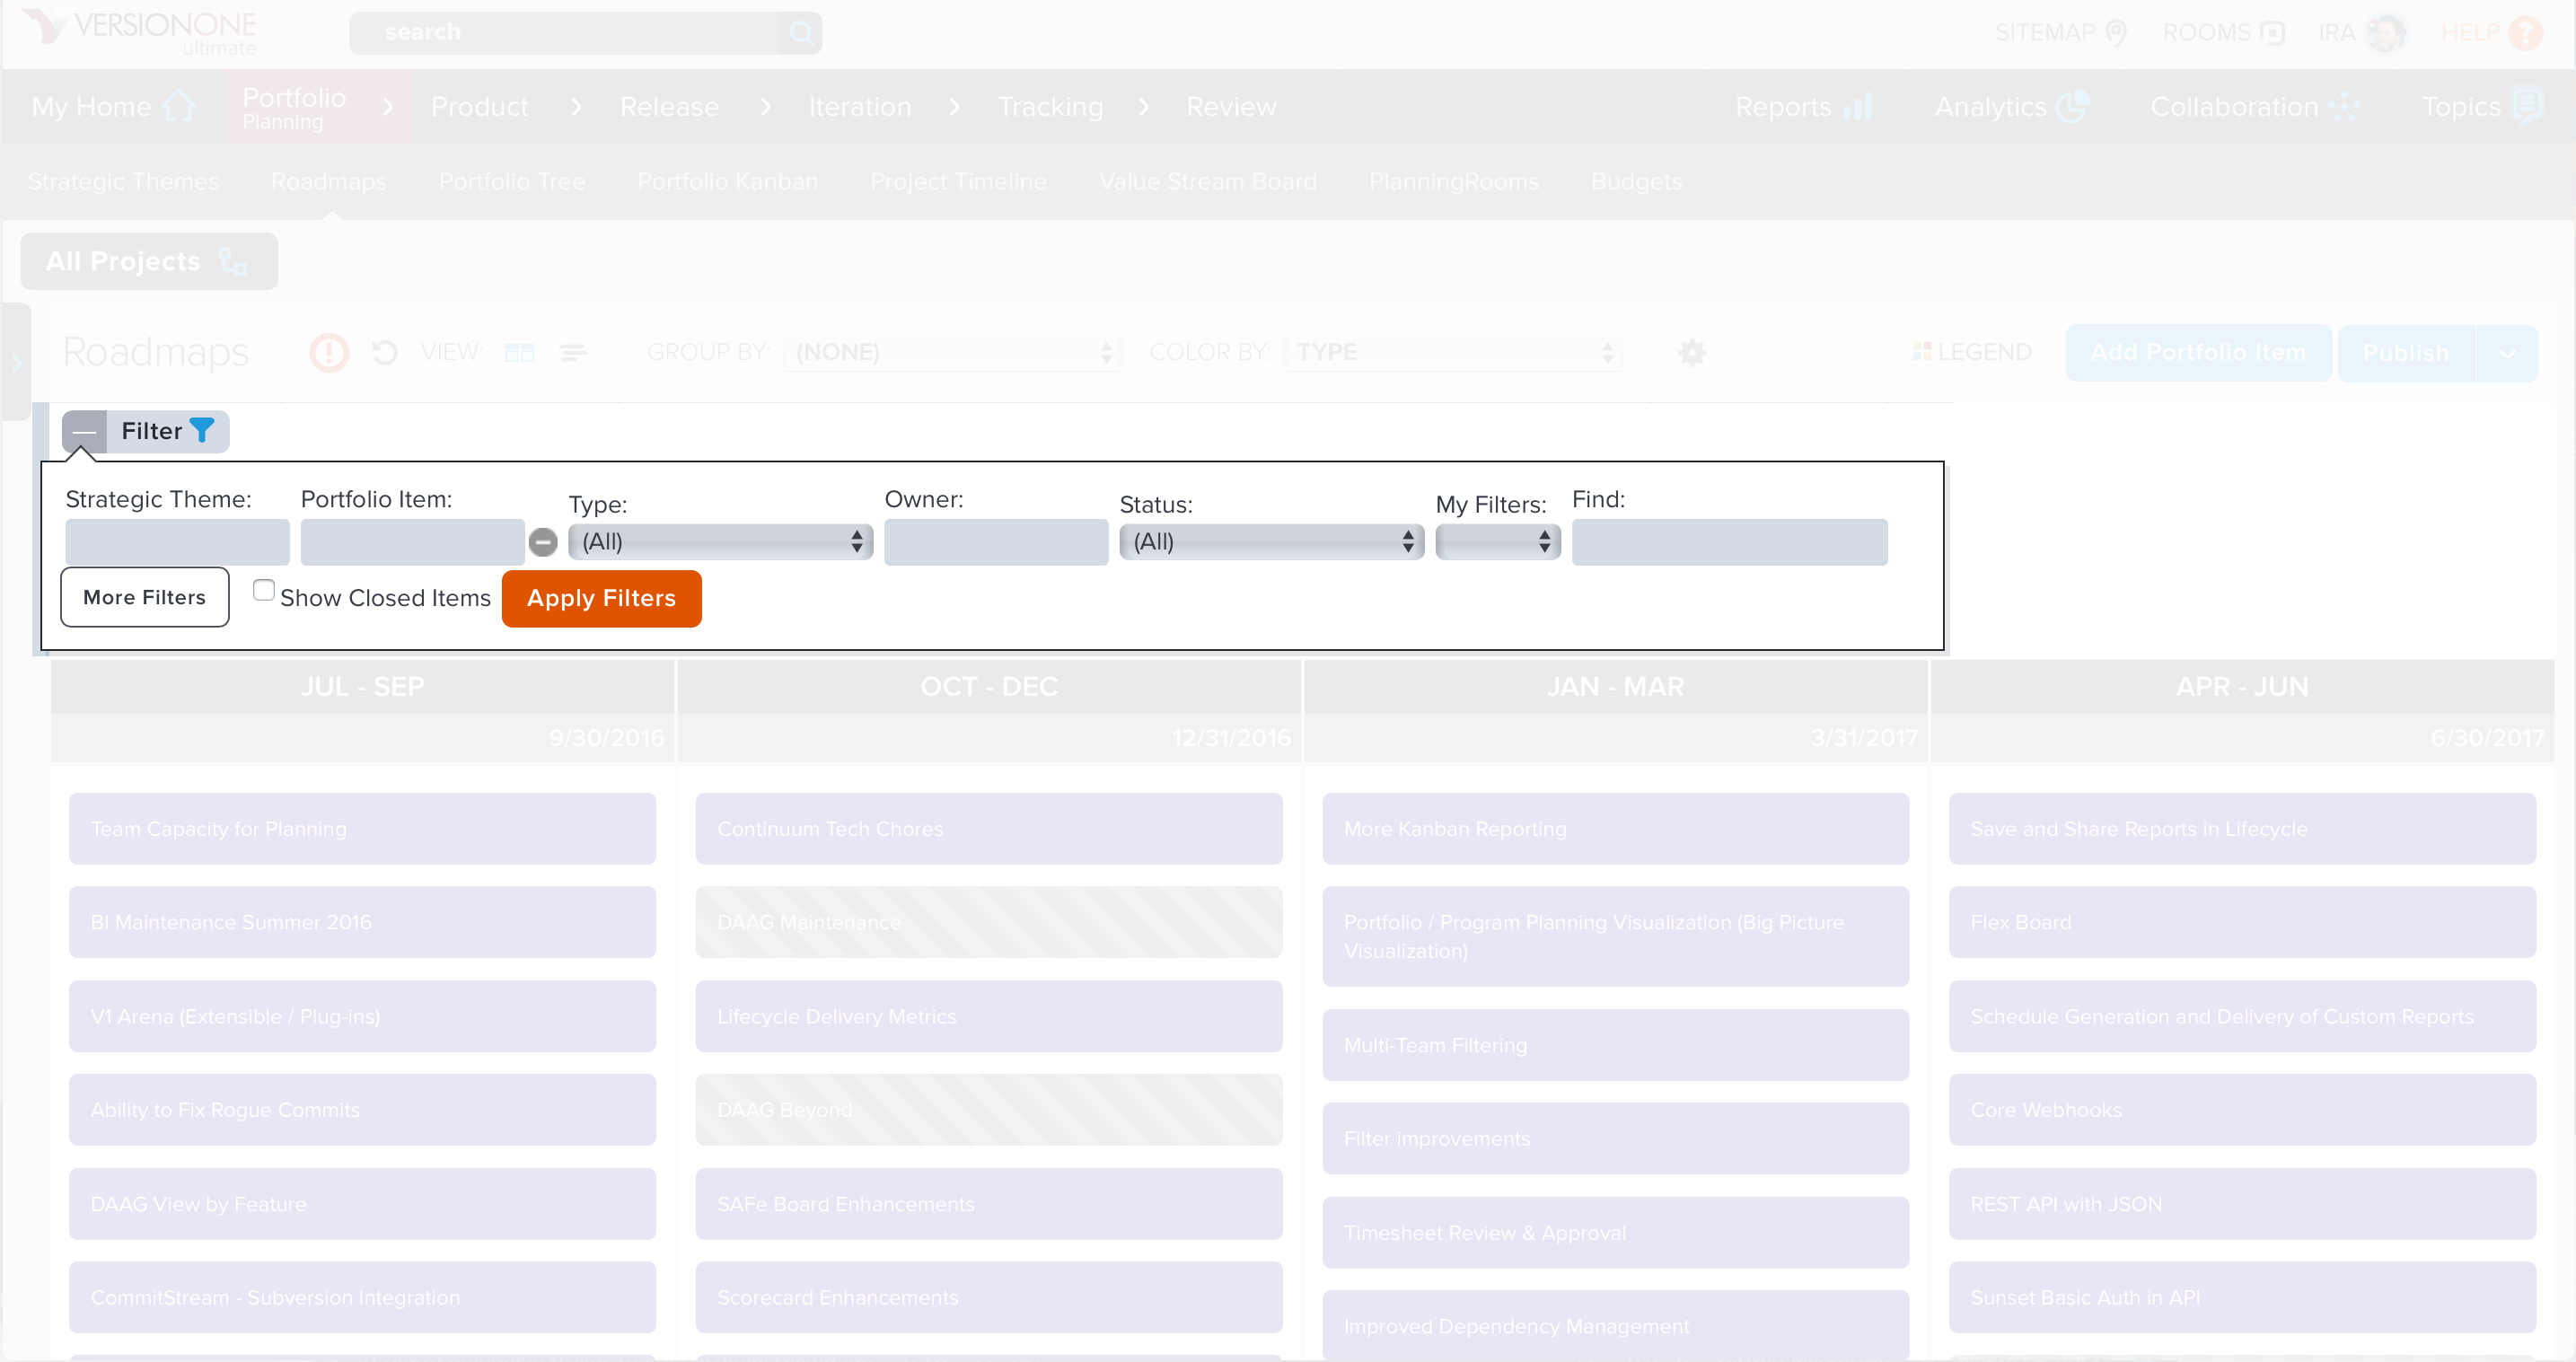 VERSIONONE
ultimate
search
SITEMAP ROOMS IRA HELP ?
My Home Portfolio Planning Product Release Iteration Tracking Review Reports Analytics Collaboration Topics
Strategic Themes Roadmaps Portfolio Tree Portfolio Kanban Project Timeline Value Stream Board PlanningRooms Budgets
All Projects
Roadmaps VIEW: GROUP BY: (NONE) COLOR BY: TYPE LEGEND Add Portfolio Item Publish
Filter
Strategic Theme: Portfolio Item: Type: Owner: Status: My Filters: Find:
(All) (All)
More Filters Show Closed Items Apply Filters
JUL - SEP OCT - DEC JAN - MAR APR - JUN
9/30/2016 12/31/2016 3/31/2017 6/30/2017
Team Capacity for Planning
BI Maintenance Summer 2016
V1 Arena (Extensible / Plug-ins)
Ability to Fix Rogue Commits
DAAG View by Feature
CommitStream - Subversion Integration
Continuum Tech Chores
DAAG Maintenance
Lifecycle Delivery Metrics
DAAG Beyond
SAFe Board Enhancements
Scorecard Enhancements
More Kanban Reporting
Portfolio / Program Planning Visualization (Big Picture
Visualization)
Multi-Team Filtering
Filter improvements
Timesheet Review & Approval
Improved Dependency Management
Save and Share Reports in Lifecycle
Flex Board
Schedule Generation and Delivery of Custom Reports
Core Webhooks
REST API with JSON
Sunset Basic Auth in API